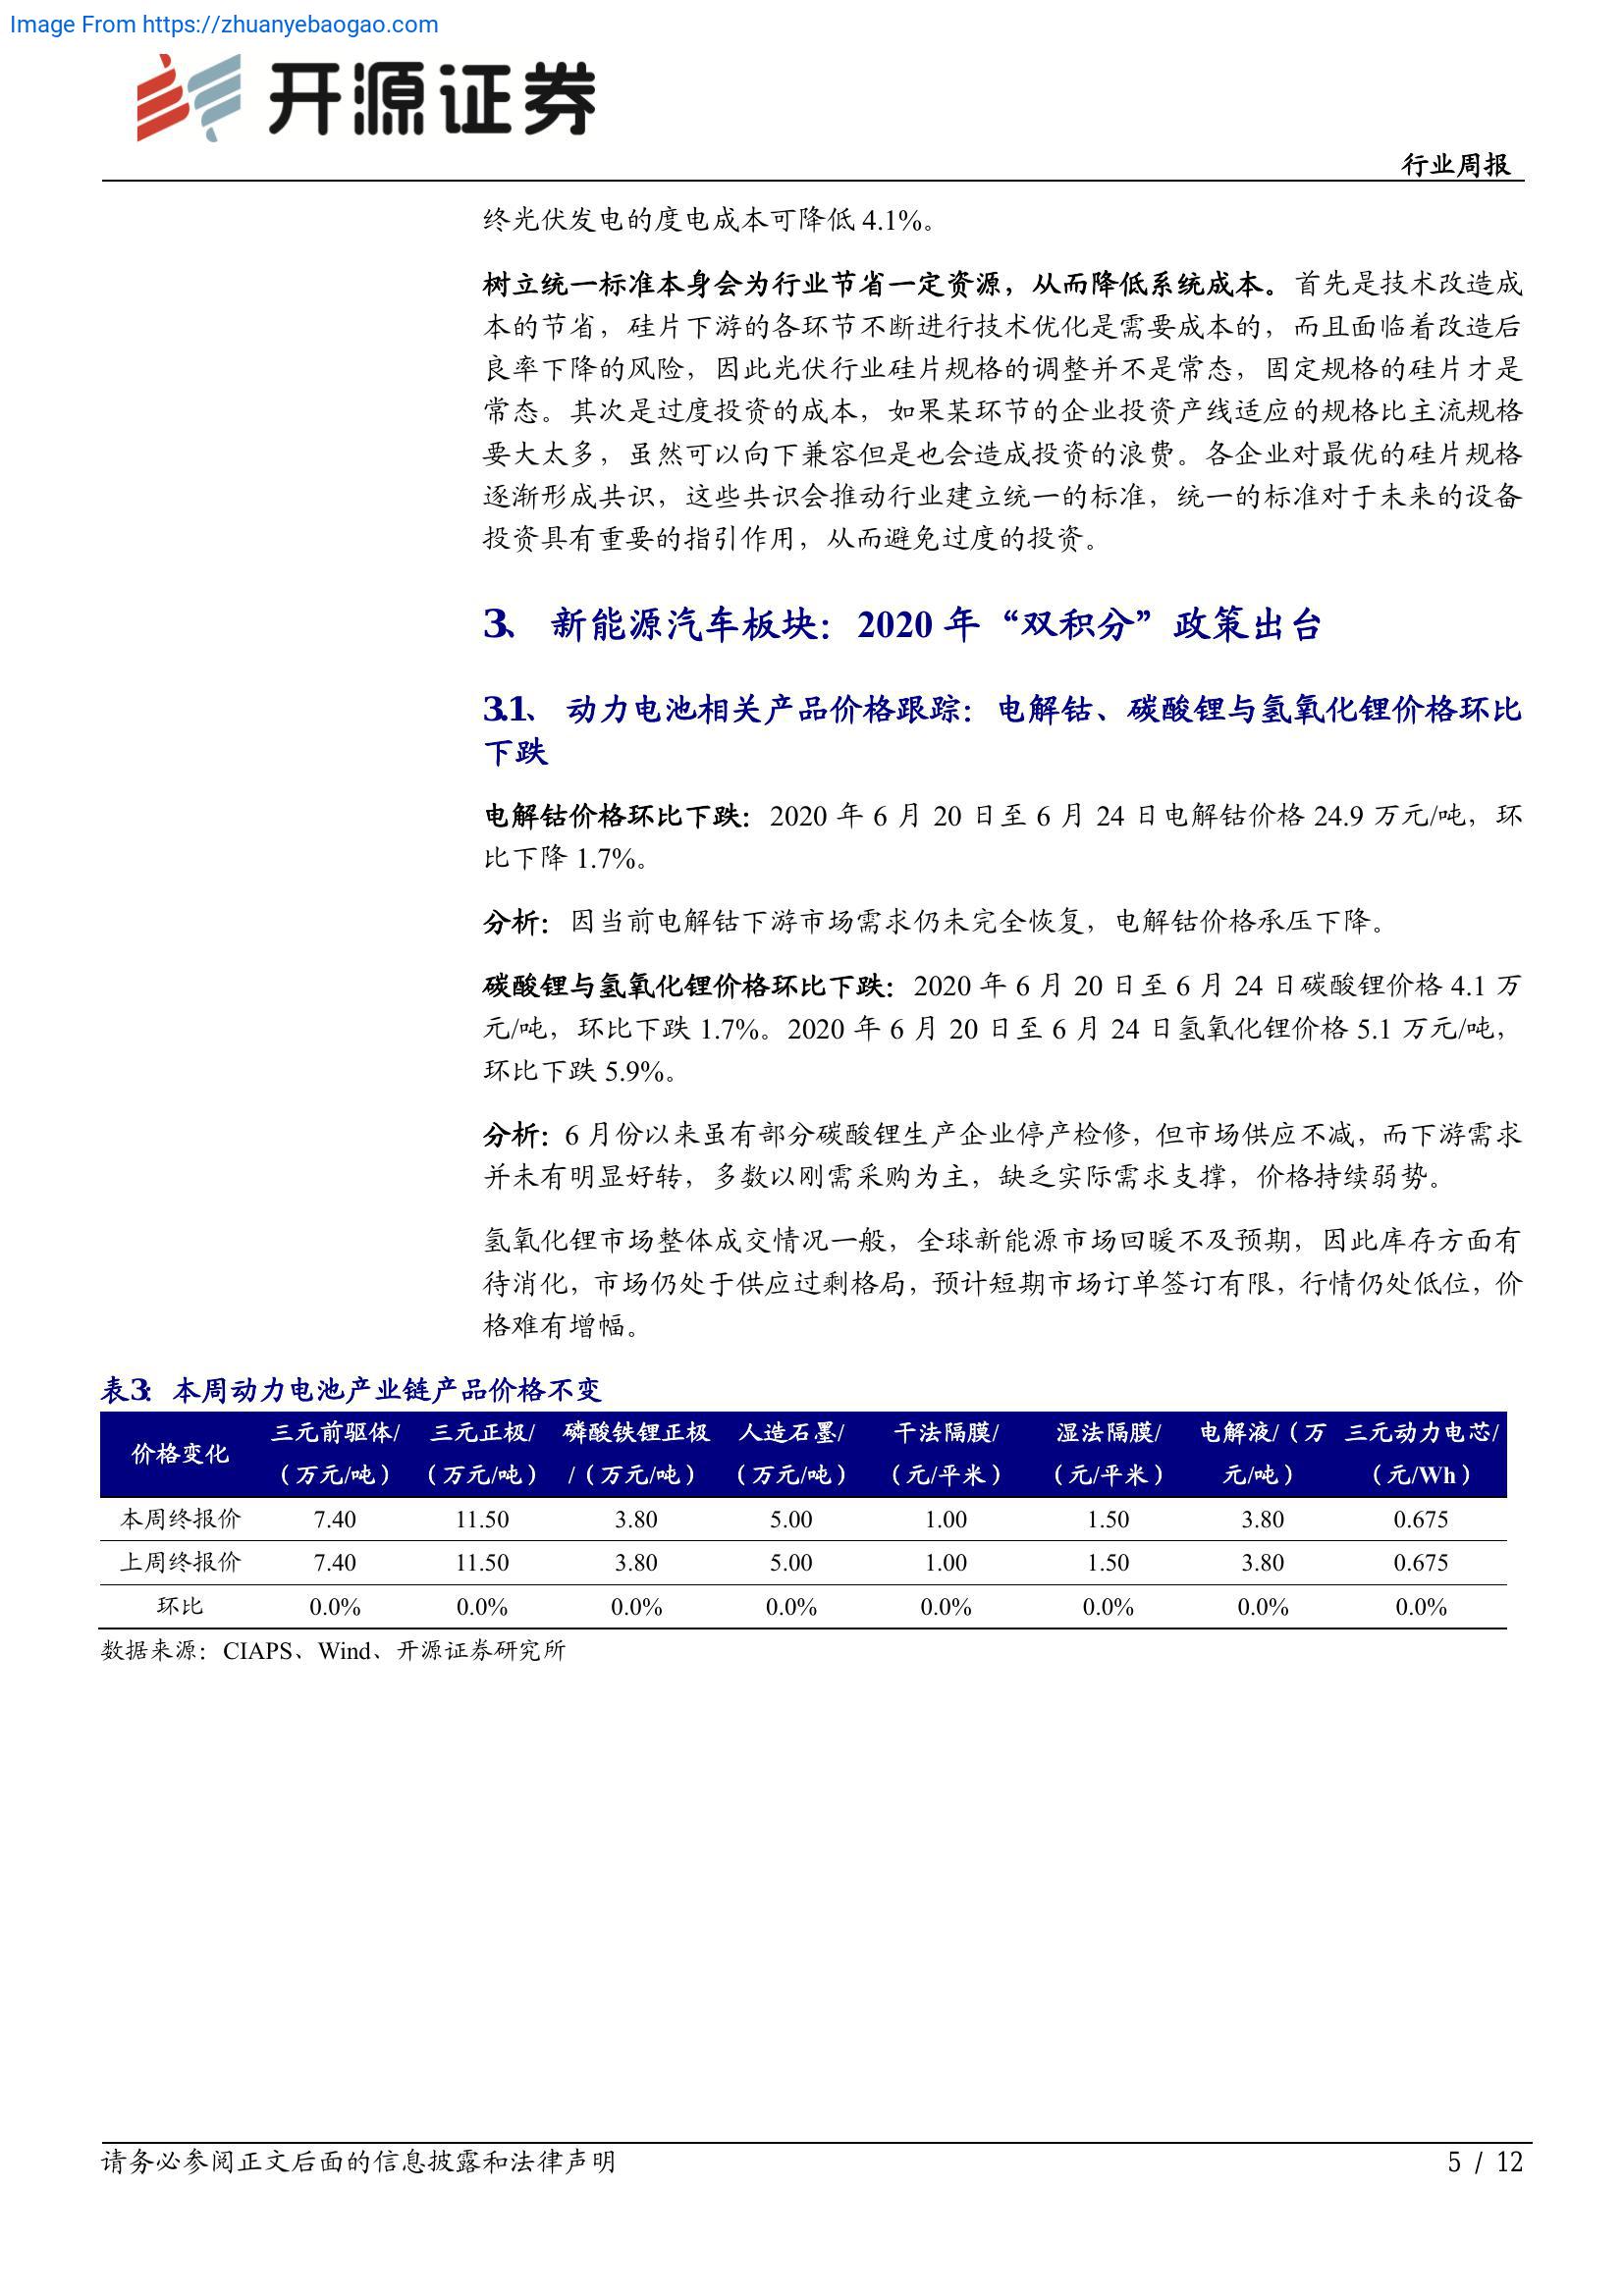 Image From https://zhuanyebaogao.com
开源证券
行业周报
终光伏发电的度电成本可降低 4.1%。
树立统一标准本身会为行业节省一定资源，从而降低系统成本。首先是技术改造成
本的节省，硅片下游的各环节不断进行技术优化是需要成本的，而且面临着改造后
良率下降的风险，因此光伏行业硅片规格的调整并不是常态，固定规格的硅片才是
常态。其次是过度投资的成本，如果某环节的企业投资产线适应的规格比主流规格
要大太多，虽然可以向下兼容但是也会造成投资的浪费。各企业对最优的硅片规格
逐渐形成共识，这些共识会推动行业建立统一的标准，统一的标准对于未来的设备
投资具有重要的指引作用，从而避免过度的投资。
3、 新能源汽车板块：2020 年“双积分”政策出台
3.1、 动力电池相关产品价格跟踪：电解钴、碳酸锂与氢氧化锂价格环比
下跌
电解钴价格环比下跌：2020 年 6 月 20 日至 6 月 24 日电解钴价格 24.9 万元/吨，环
比下降 1.7%。
分析：因当前电解钴下游市场需求仍未完全恢复，电解钴价格承压下降。
碳酸锂与氢氧化锂价格环比下跌：2020 年 6 月 20 日至 6 月 24 日碳酸锂价格 4.1 万
元/吨，环比下跌 1.7%。2020 年 6 月 20 日至 6 月 24 日氢氧化锂价格 5.1 万元/吨，
环比下跌 5.9%。
分析：6 月份以来虽有部分碳酸锂生产企业停产检修，但市场供应不减，而下游需求
并未有明显好转，多数以刚需采购为主，缺乏实际需求支撑，价格持续弱势。
氢氧化锂市场整体成交情况一般，全球新能源市场回暖不及预期，因此库存方面有
待消化，市场仍处于供应过剩格局，预计短期市场订单签订有限，行情仍处低位，价
格难有增幅。
表3： 本周动力电池产业链产品价格不变
价格变化 三元前驱体/（万元/吨） 三元正极/（万元/吨） 磷酸铁锂正极/（万元/吨） 人造石墨/（万元/吨） 干法隔膜/（元/平米） 湿法隔膜/（元/平米） 电解液/（万元/吨） 三元动力电芯/（元/Wh）
本周终报价 7.40 11.50 3.80 5.00 1.00 1.50 3.80 0.675
上周终报价 7.40 11.50 3.80 5.00 1.00 1.50 3.80 0.675
环比 0.0% 0.0% 0.0% 0.0% 0.0% 0.0% 0.0% 0.0%
数据来源：CIAPS、Wind、开源证券研究所
请务必参阅正文后面的信息披露和法律声明
5 / 12